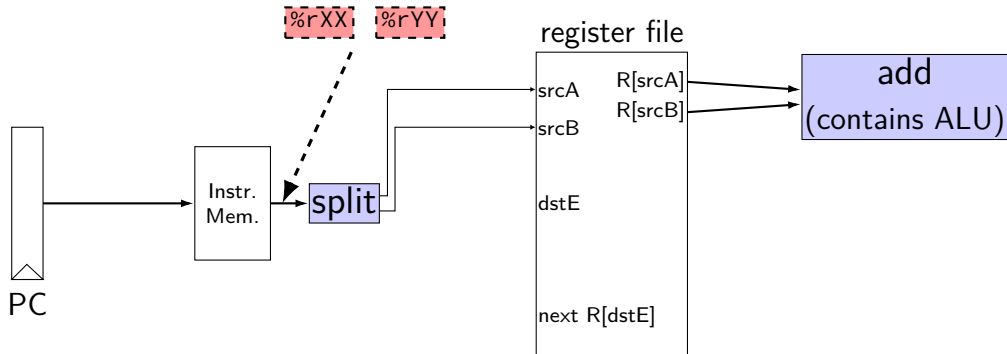 %rXX %rYY
register file
srcA
srcB
dstE
next R[dstE]
R[srcA]
R[srcB]
add
(contains ALU)
Instr.
Mem.
split
PC